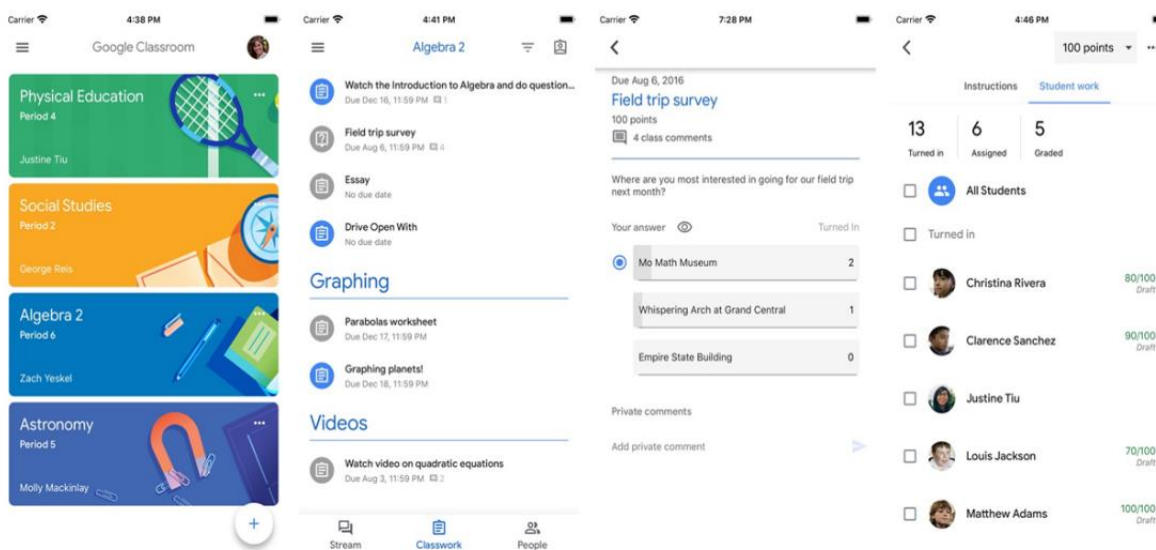 Carrier 4:38 PM
Google Classroom
Physical Education
Period 4
Justine Tiu
Social Studies
Period 2
George Reis
Algebra 2
Period 6
Zach Yeskel
Astronomy
Period 5
Molly Mackinlay
+
Carrier 4:41 PM
Algebra 2
Watch the Introduction to Algebra and do question...
Due Dec 16, 11:59 PM 1
Field trip survey
Due Aug 6, 11:59 PM 4
Essay
No due date
Drive Open With
No due date
Graphing
Parabolas worksheet
Due Dec 17, 11:59 PM
Graphing planets!
Due Dec 18, 11:59 PM
Videos
Watch video on quadratic equations
Due Aug 3, 11:59 PM 2
Stream Classwork People
Carrier 7:28 PM
Due Aug 6, 2016
Field trip survey
100 points
4 class comments
Where are you most interested in going for our field trip
next month?
Your answer Turned In
Mo Math Museum 2
Whispering Arch at Grand Central 1
Empire State Building 0
Private comments
Add private comment
Carrier 4:46 PM
100 points
Instructions Student work
13 6 5
Turned in Assigned Graded
All Students
Turned in
Christina Rivera 80/100
Draft
Clarence Sanchez 90/100
Draft
Justine Tiu
Louis Jackson 70/100
Draft
Matthew Adams 100/100
Draft